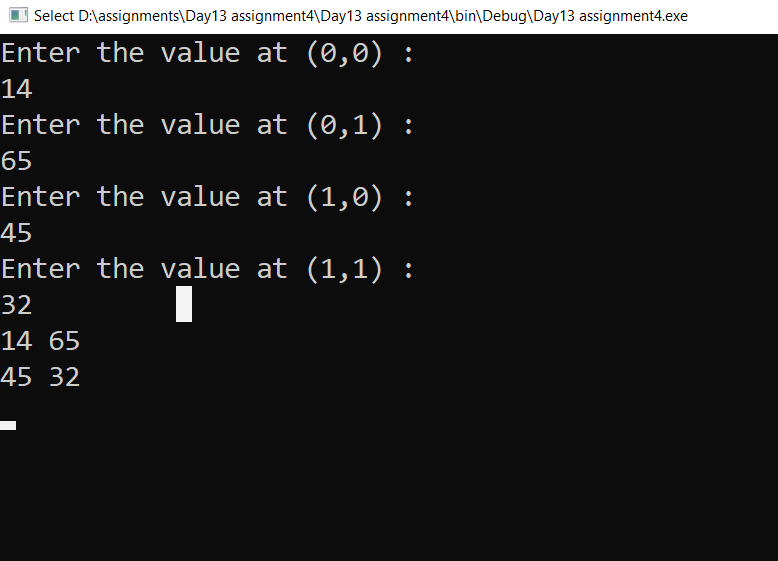 Select D:\assignments\Day13 assignment4\Day13 assignment4\bin\Debug\Day13 assignment4.exe
Enter the value at (0,0) :
14
Enter the value at (0,1) :
65
Enter the value at (1,0) :
45
Enter the value at (1,1) :
32
14 65
45 32